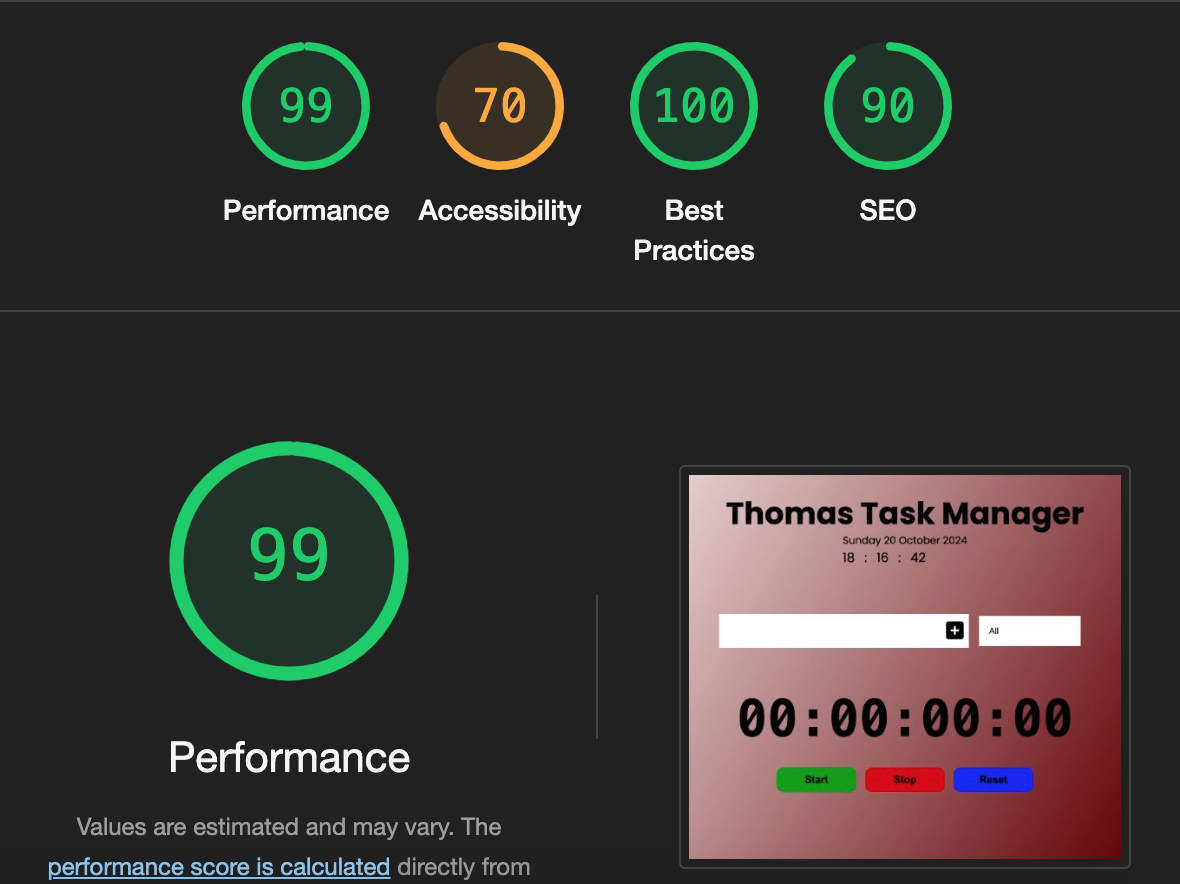 99
70
100
90
Performance
Accessibility
Best
Practices
SEO
99
Performance
Values are estimated and may vary. The
performance score is calculated directly from
Thomas Task Manager
Sunday 20 October 2024
18 : 16 : 42
All
00:00:00:00
Start
Stop
Reset